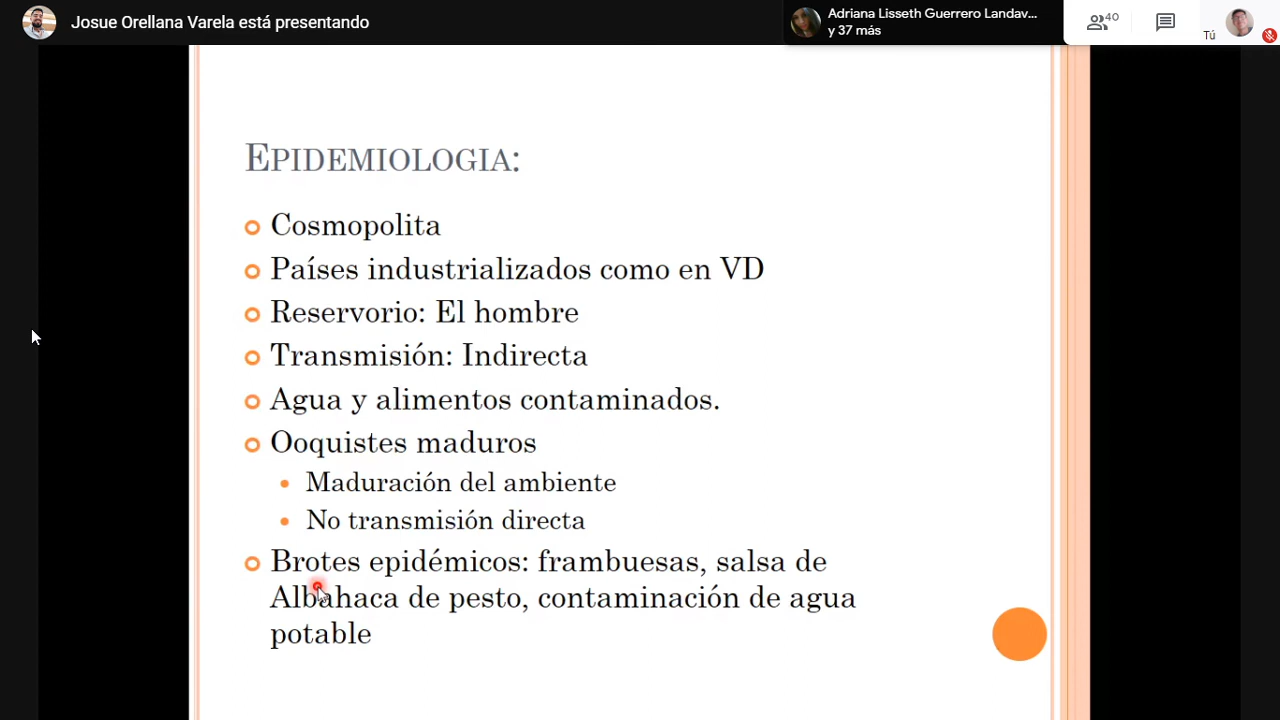 Josue Orellana Varela está presentando
Adriana Lisseth Guerrero Landav...
y 37 más
40
Tú
EPIDEMIOLOGIA:
Cosmopolita
Países industrializados como en VD
Reservorio: El hombre
Transmisión: Indirecta
Agua y alimentos contaminados.
Ooquistes maduros
Maduración del ambiente
No transmisión directa
Brotes epidémicos: frambuesas, salsa de
Albahaca de pesto, contaminación de agua
potable